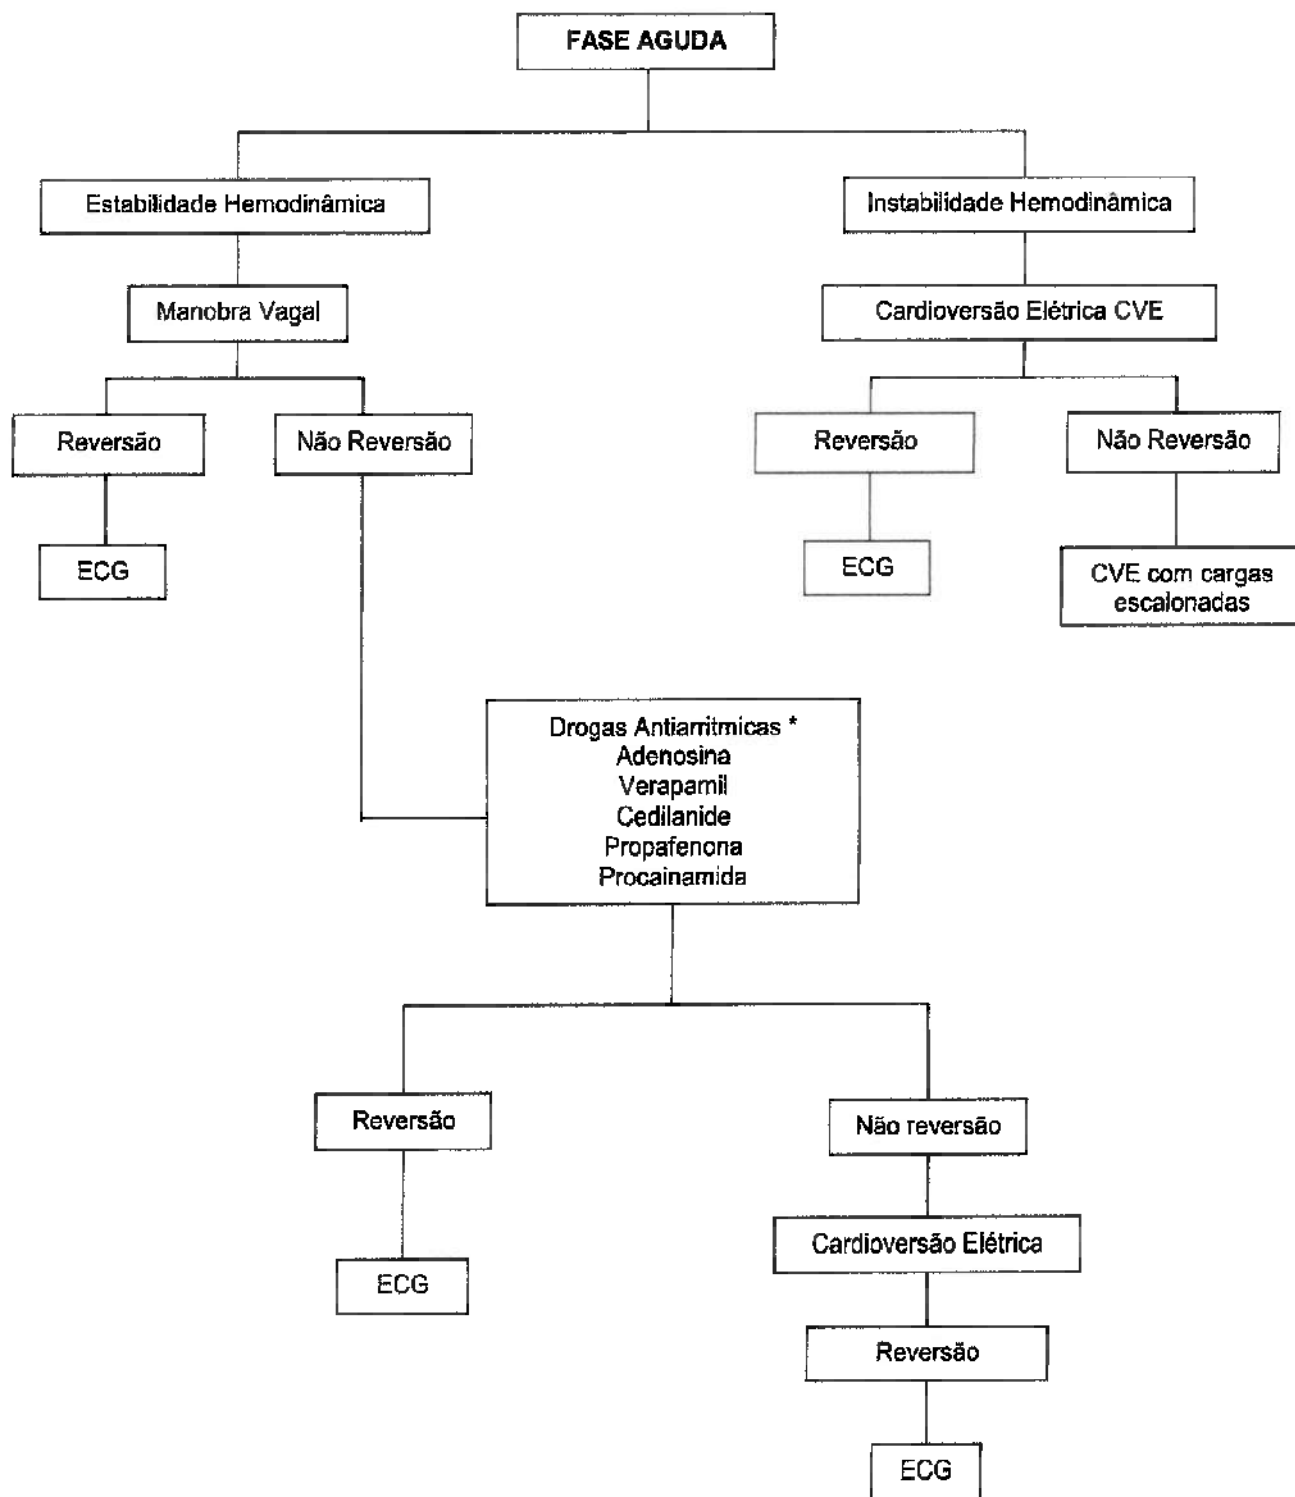 FASE AGUDA
Estabilidade Hemodinâmica
Instabilidade Hemodinâmica
Manobra Vagal
Cardioversão Elétrica CVE
Reversão
Não Reversão
Reversão
Não Reversão
ECG
ECG
CVE com cargas
escalonadas
Drogas Antiarritmicas *
Adenosina
Verapamil
Cedilanide
Propafenona
Procainamida
Reversão
Não reversão
Cardioversão Elétrica
ECG
Reversão
ECG